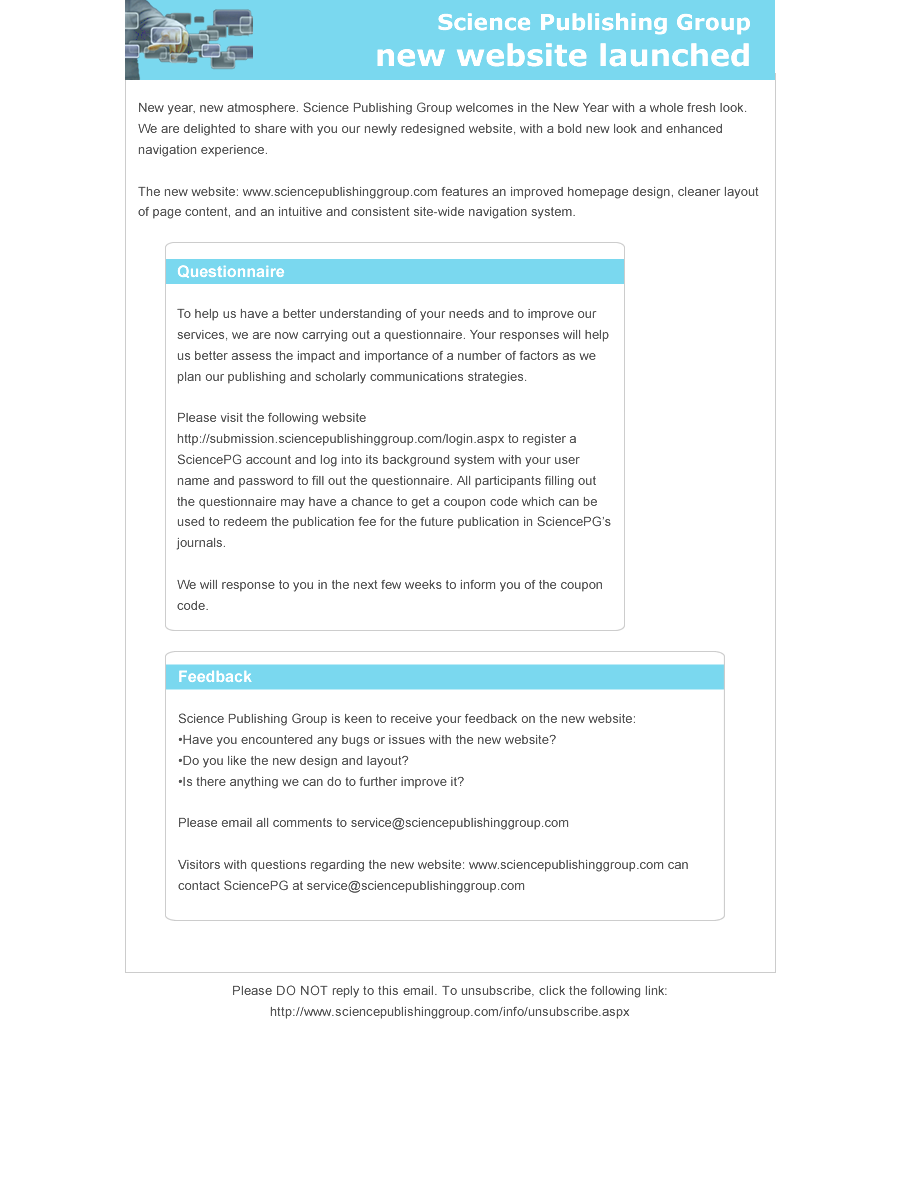 Science Publishing Group
new website launched
New year, new atmosphere. Science Publishing Group welcomes in the New Year with a whole fresh look.
We are delighted to share with you our newly redesigned website, with a bold new look and enhanced
navigation experience.
The new website: www.sciencepublishinggroup.com features an improved homepage design, cleaner layout
of page content, and an intuitive and consistent site-wide navigation system.
Questionnaire
To help us have a better understanding of your needs and to improve our
services, we are now carrying out a questionnaire. Your responses will help
us better assess the impact and importance of a number of factors as we
plan our publishing and scholarly communications strategies.
Please visit the following website
http://submission.sciencepublishinggroup.com/login.aspx to register a
SciencePG account and log into its background system with your user
name and password to fill out the questionnaire. All participants filling out
the questionnaire may have a chance to get a coupon code which can be
used to redeem the publication fee for the future publication in SciencePG’s
journals.
We will response to you in the next few weeks to inform you of the coupon
code.
Feedback
Science Publishing Group is keen to receive your feedback on the new website:
•Have you encountered any bugs or issues with the new website?
•Do you like the new design and layout?
•Is there anything we can do to further improve it?
Please email all comments to service@sciencepublishinggroup.com
Visitors with questions regarding the new website: www.sciencepublishinggroup.com can
contact SciencePG at service@sciencepublishinggroup.com
Please DO NOT reply to this email. To unsubscribe, click the following link:
http://www.sciencepublishinggroup.com/info/unsubscribe.aspx